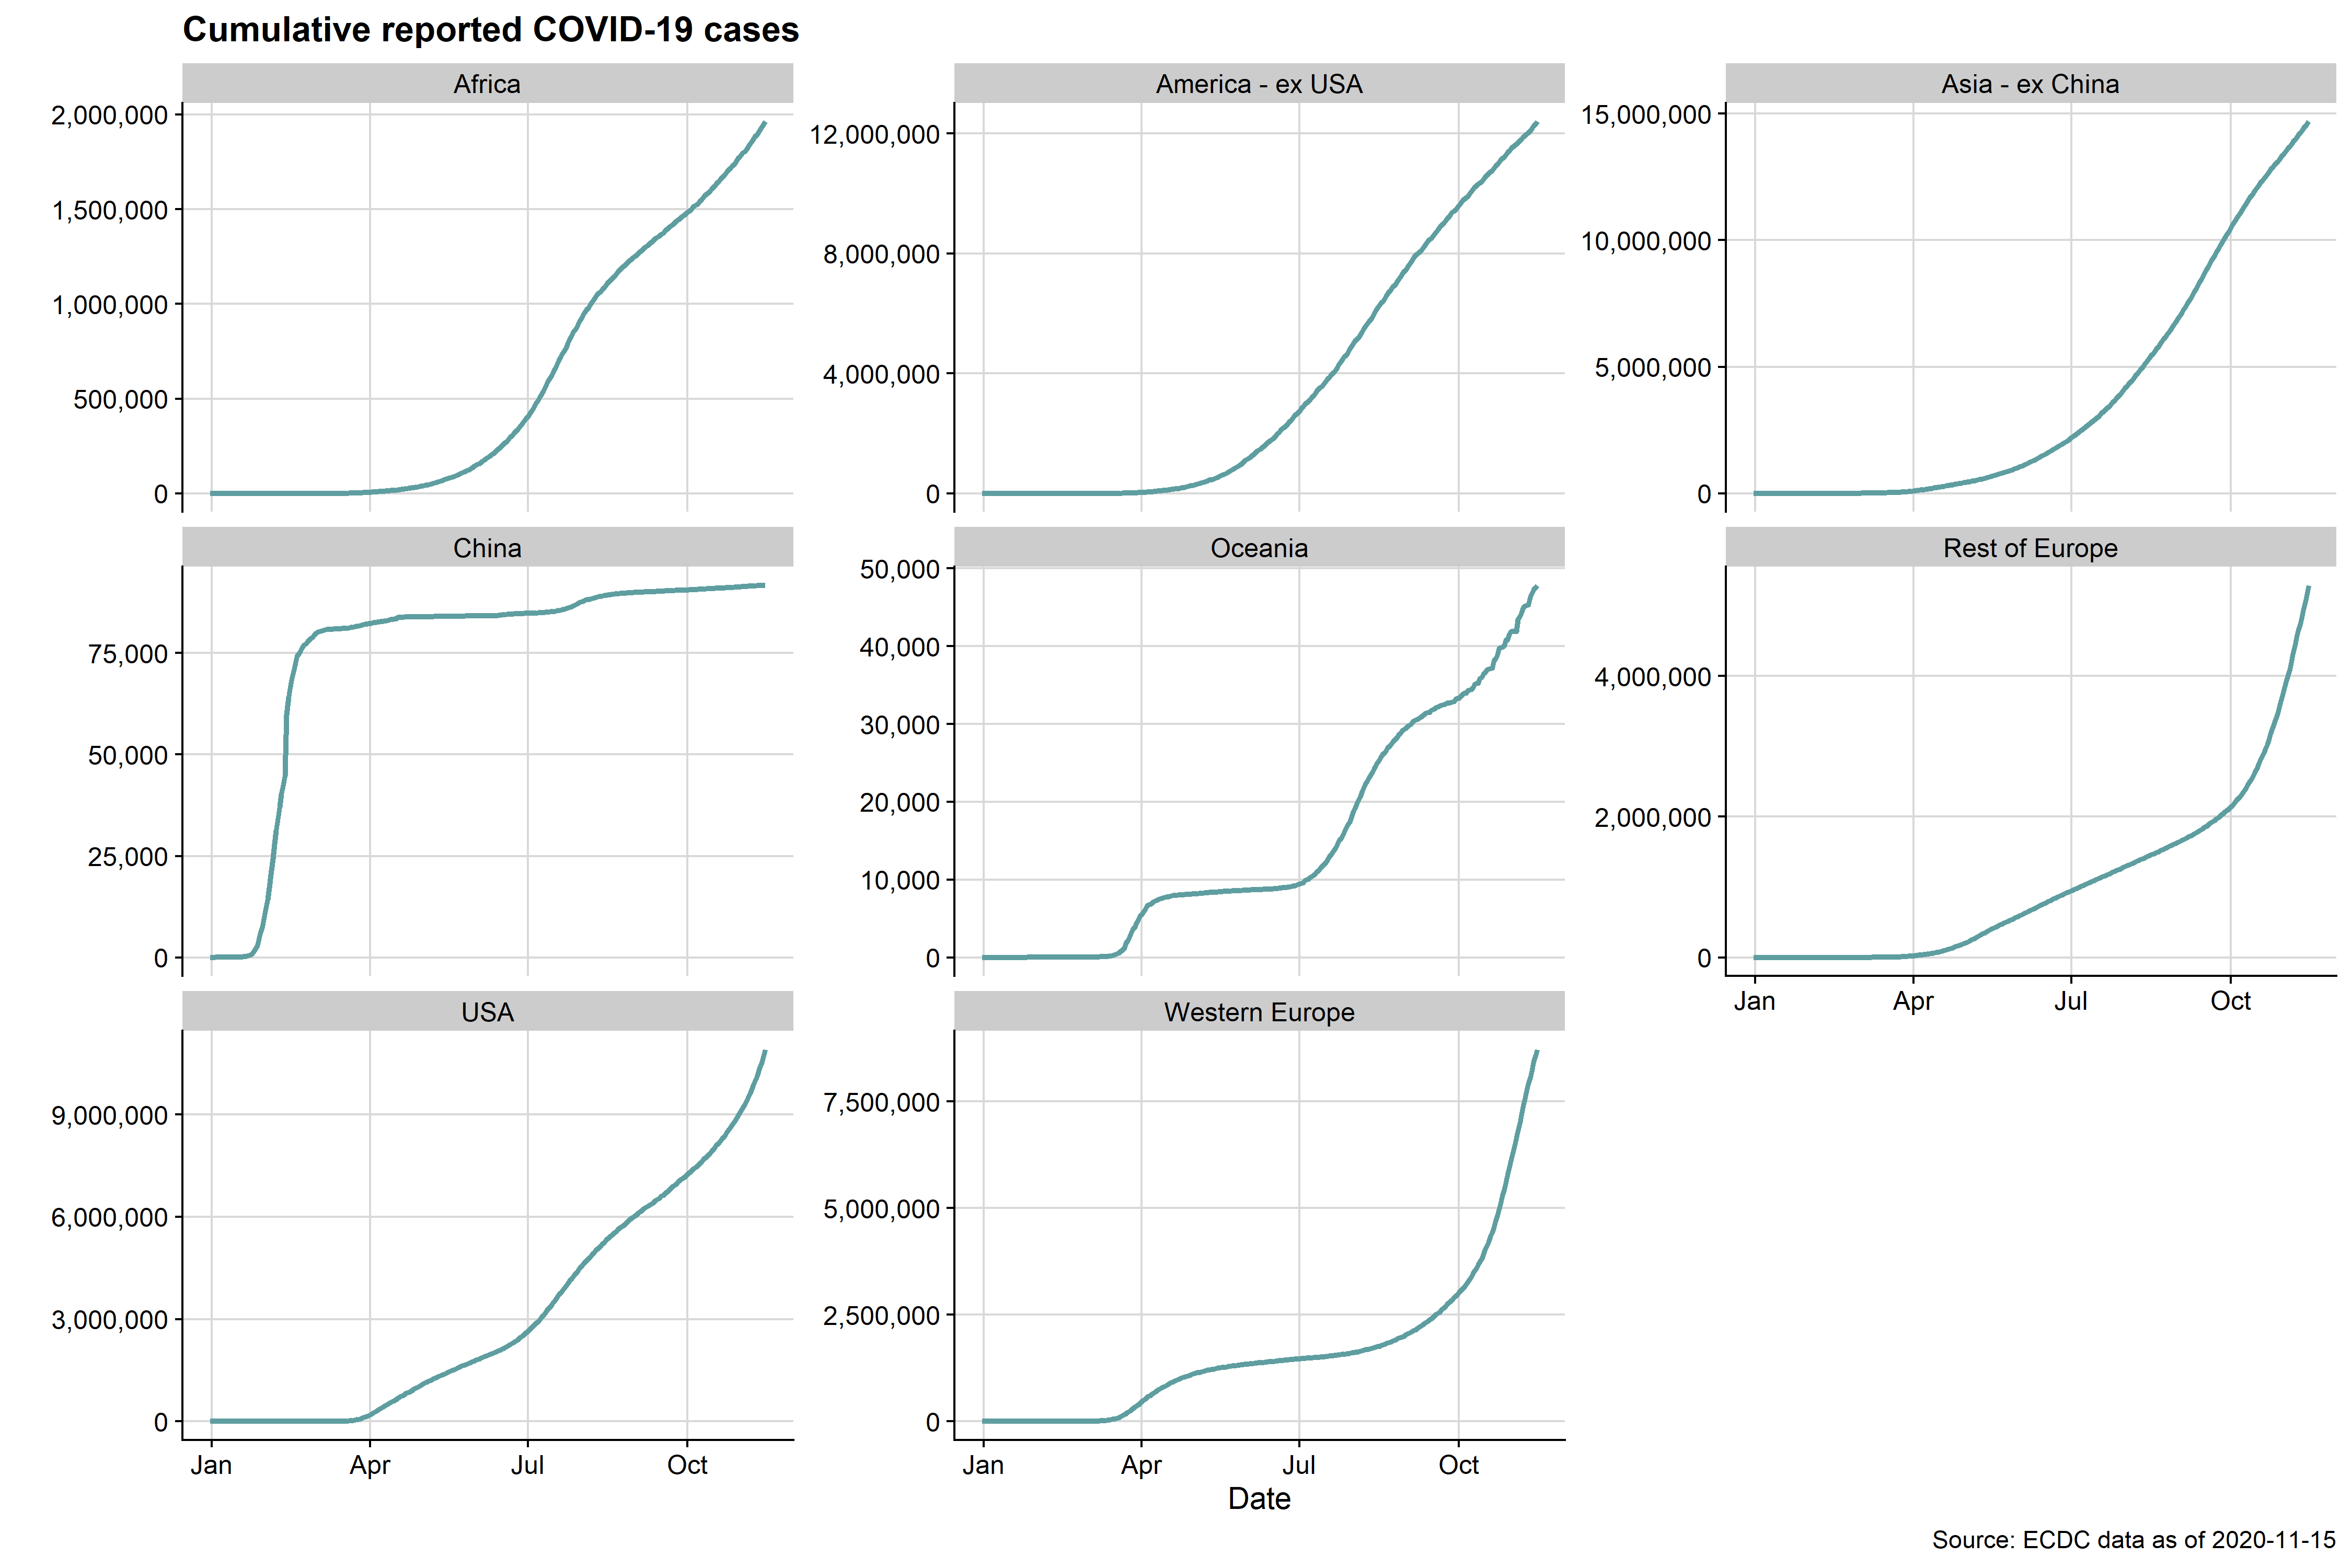 Cumulative reported COVID-19 cases
Africa
2,000,000
1,500,000
1,000,000
500,000
0
America - ex USA
12,000,000
8,000,000
4,000,000
0
Asia - ex China
15,000,000
10,000,000
5,000,000
0
China
75,000
50,000
25,000
0
Oceania
50,000
40,000
30,000
20,000
10,000
0
Rest of Europe
4,000,000
2,000,000
0
Jan Apr Jul Oct
USA
9,000,000
6,000,000
3,000,000
0
Jan Apr Jul Oct
Western Europe
7,500,000
5,000,000
2,500,000
0
Jan Apr Jul Oct
Date
Source: ECDC data as of 2020-11-15